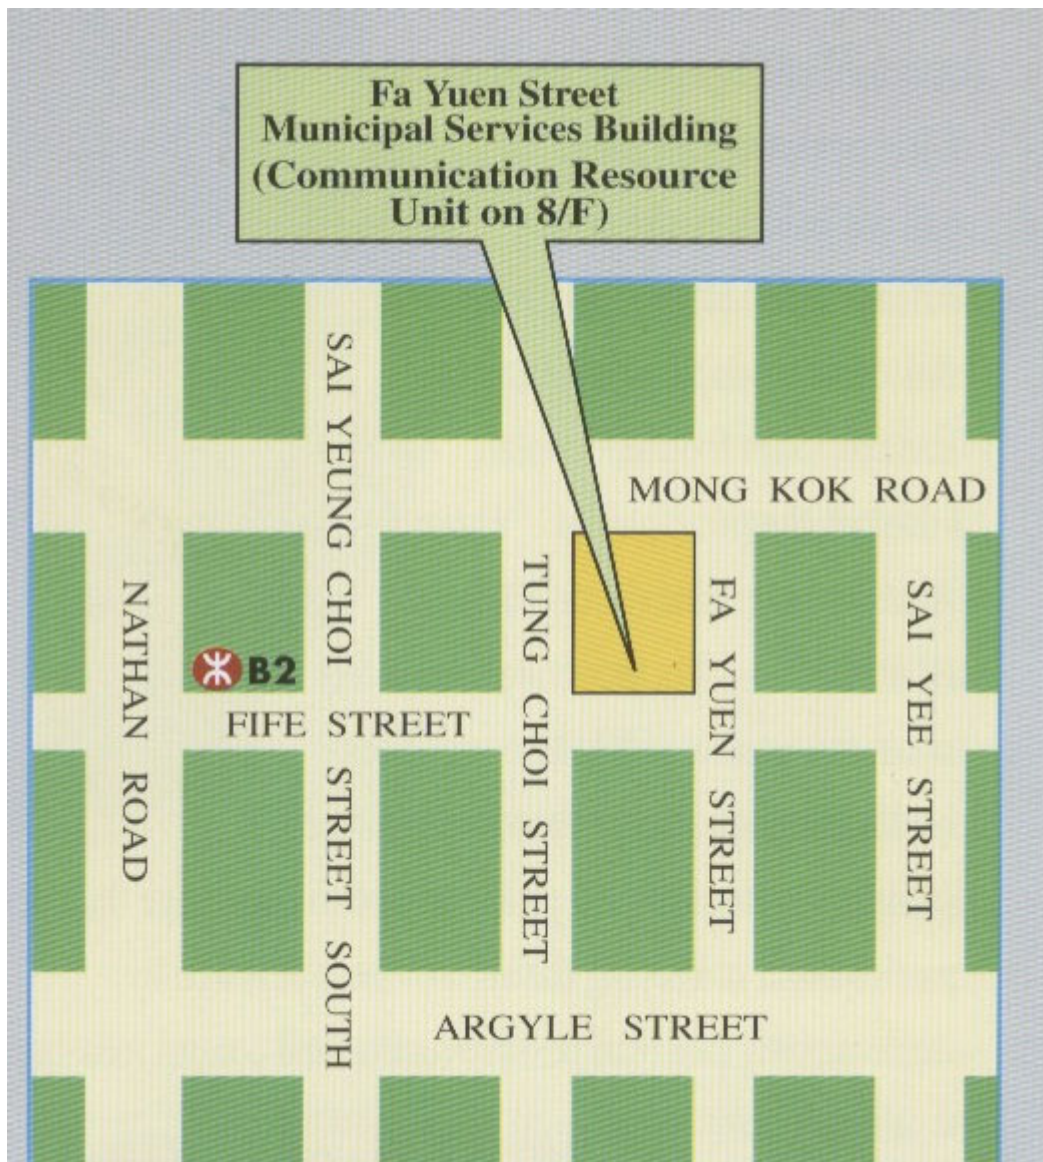 Fa Yuen Street
Municipal Services Building
(Communication Resource
Unit on 8/F)
SAI YEUNG CHOI STREET SOUTH
MONG KOK ROAD
NATHAN ROAD
TUNG CHOI STREET
FA YUEN STREET
SAI YEE STREET
B2
FIFE STREET
ARGYLE STREET